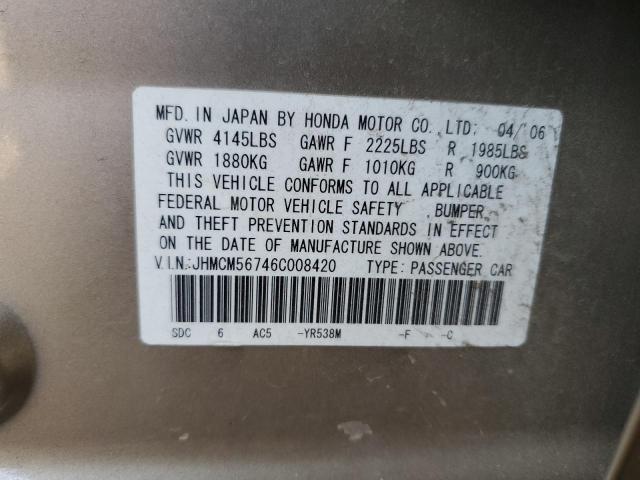 MFD. IN JAPAN BY HONDA MOTOR CO., LTD: 04/'06
GVWR 4145LBS GAWR F 2225LBS R 1985LBS
GVWR 1880KG GAWR F 1010KG R 900KG
THIS VEHICLE CONFORMS TO ALL APPLICABLE
FEDERAL MOTOR VEHICLE SAFETY , BUMPER,
AND THEFT PREVENTION STANDARDS IN EFFECT
ON THE DATE OF MANUFACTURE SHOWN ABOVE.
V.I.N.:JHMCM56746C008420 TYPE: PASSENGER CAR
SDC 6 AC5 -YR538M -F -C